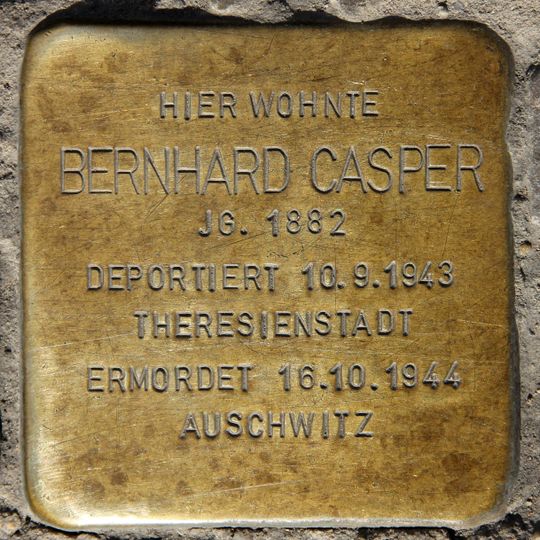 HIER WOHNTE
BERNHARD CASPER
JG. 1882
DEPORTIERT 10.9.1943
THERESIENSTADT
ERMORDET 16.10.1944
AUSCHWITZ